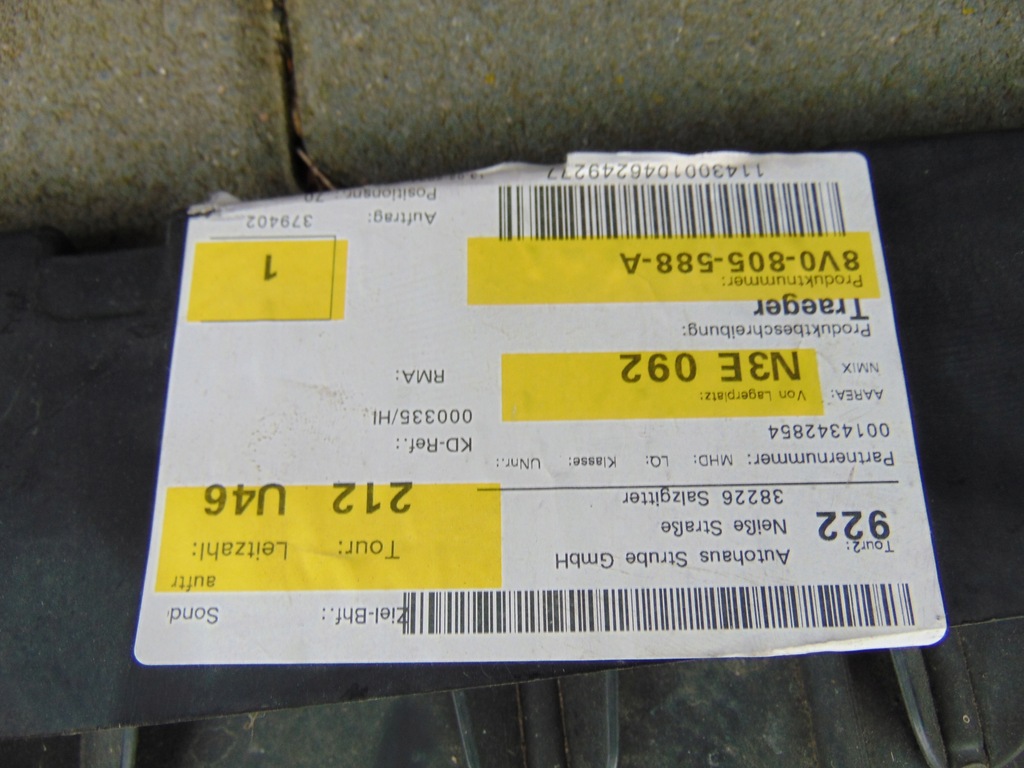 Ziel-Bhf.: Sond
auftr
Autohaus Strube GmbH
Neiße Straße
38226 Salzgitter
Tour2:
922
Tour: Leitzahl:
212 U46
Partnernummer: MHD: LQ: Klasse: UNnr.:
0014342854
KD-Ref.:
000335/HI
AAREA:
NMIX
Von Lagerplatz:
N3E 092
RMA:
Produktbeschreibung:
Traeger
Produktnummer:
8V0-805-588-A
1
Auftrag: 379402
Positionsnr.: 70
1143001046249277